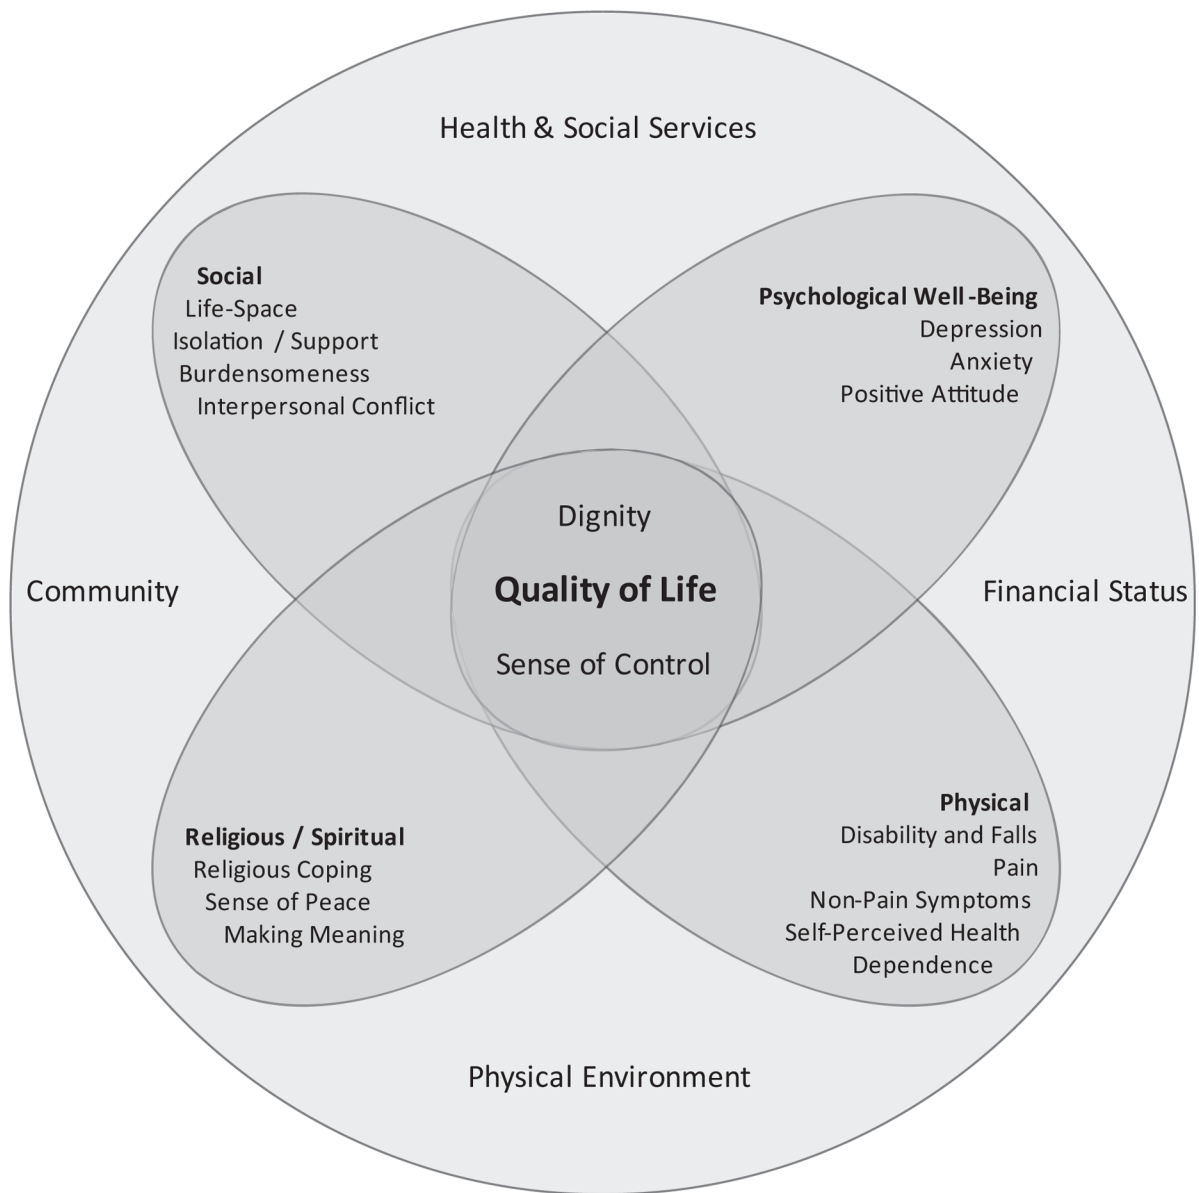 Health & Social Services
Social
Life-Space
Isolation / Support
Burdensomeness
Interpersonal Conflict
Psychological Well-Being
Depression
Anxiety
Positive Attitude
Community
Dignity
Quality of Life
Sense of Control
Financial Status
Religious / Spiritual
Religious Coping
Sense of Peace
Making Meaning
Physical
Disability and Falls
Pain
Non-Pain Symptoms
Self-Perceived Health
Dependence
Physical Environment